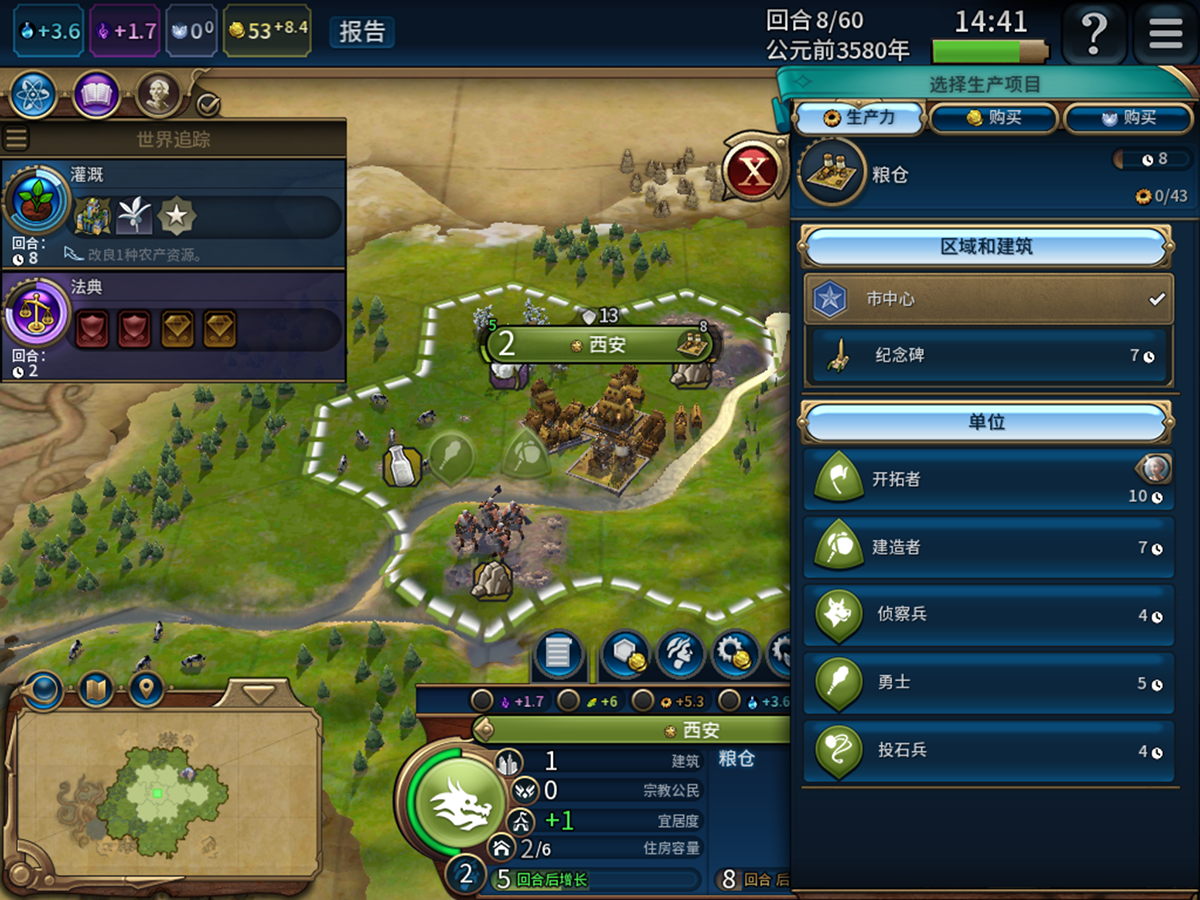 +3.6
+1.7
0 0
53 +8.4
报告
回合 8/60
公元前3580年
14:41
?
世界追踪
灌溉
回合：
8
改良1种农产资源。
法典
回合：
2
13
5
2
西安
8
X
选择生产项目
生产力
购买
购买
粮仓
8
0/43
区域和建筑
市中心
纪念碑
7
单位
开拓者
10
建造者
7
侦察兵
4
勇士
5
投石兵
4
+1.7
+6
+5.3
+3.6
西安
1
建筑
粮仓
0
宗教公民
+1
宜居度
2/6
住房容量
2
5 回合后增长
8 回合 后